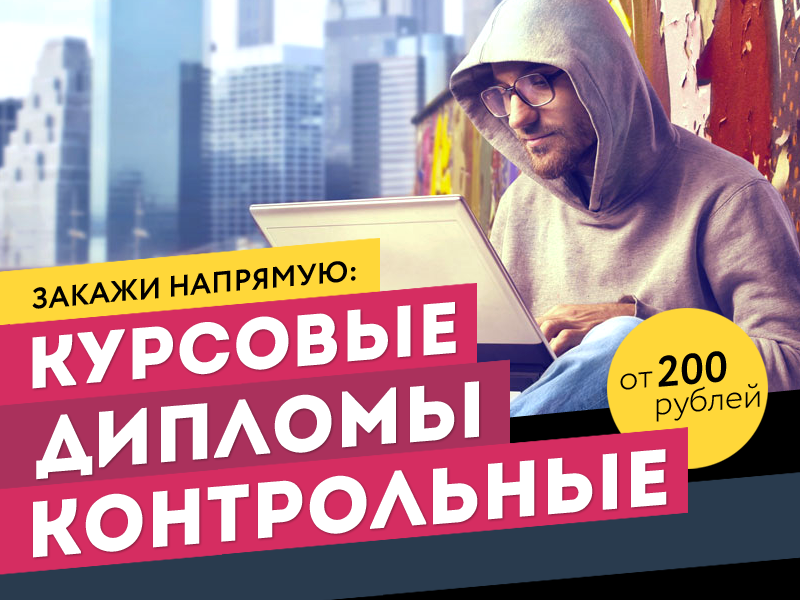 ЗАКАЖИ НАПРЯМУЮ:
КУРСОВЫЕ
ДИПЛОМЫ
КОНТРОЛЬНЫЕ
от 200
рублей